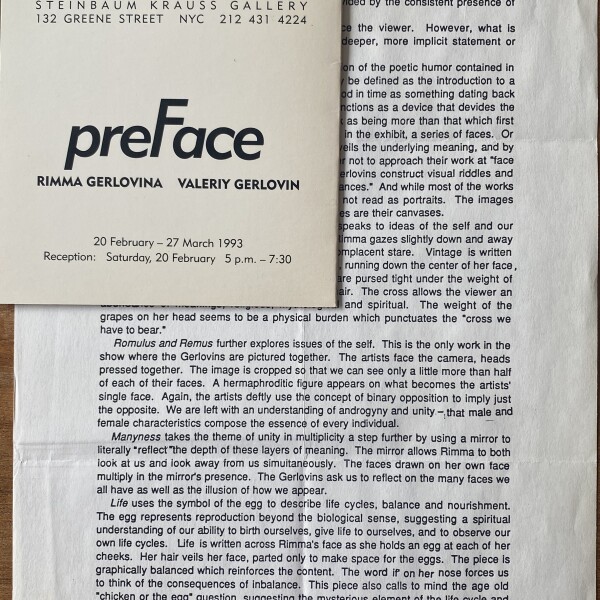 STEINBAUM KRAUSS GALLERY
132 GREENE STREET NYC 212 431 4224
preFace
RIMMA GERLOVINA VALERIY GERLOVIN
20 February – 27 March 1993
Reception: Saturday, 20 February 5 p.m. – 7:30
by the consistent presence of
the viewer. However, what is
deeper, more implicit statement or
of the poetic humor contained in
be defined as the introduction to a
in time as something dating back
functions as a device that devides the
as being more than that which first
in the exhibit, a series of faces. Or
the underlying meaning, and by
not to approach their work at "face
Gerlovins construct visual riddles and
And while most of the works
not read as portraits. The images
are their canvases.
speaks to ideas of the self and our
Rimma gazes slightly down and away
complacent stare. Vintage is written
running down the center of her face,
are pursed tight under the weight of
The cross allows the viewer an
and spiritual. The weight of the
grapes on her head seems to be a physical burden which punctuates the "cross we
have to bear."
Romulus and Remus further explores issues of the self. This is the only work in the
show where the Gerlovins are pictured together. The artists face the camera, heads
pressed together. The image is cropped so that we can see only a little more than half
of each of their faces. A hermaphroditic figure appears on what becomes the artists'
single face. Again, the artists deftly use the concept of binary opposition to imply just
the opposite. We are left with an understanding of androgyny and unity – that male and
female characteristics compose the essence of every individual.
Manyness takes the theme of unity in multiplicity a step further by using a mirror to
literally "reflect" the depth of these layers of meaning. The mirror allows Rimma to both
look at us and look away from us simultaneously. The faces drawn on her own face
multiply in the mirror's presence. The Gerlovins ask us to reflect on the many faces we
all have as well as the illusion of how we appear.
Life uses the symbol of the egg to describe life cycles, balance and nourishment.
The egg represents reproduction beyond the biological sense, suggesting a spiritual
understanding of our ability to birth ourselves, give life to ourselves, and to observe our
own life cycles. Life is written across Rimma's face as she holds an egg at each of her
cheeks. Her hair veils her face, parted only to make space for the eggs. The piece is
graphically balanced which reinforces the content. The word if on her nose forces us
to think of the consequences of inbalance. This piece also calls to mind the age old
"chicken or the egg" question, suggesting the mysterious element of the life cycle and